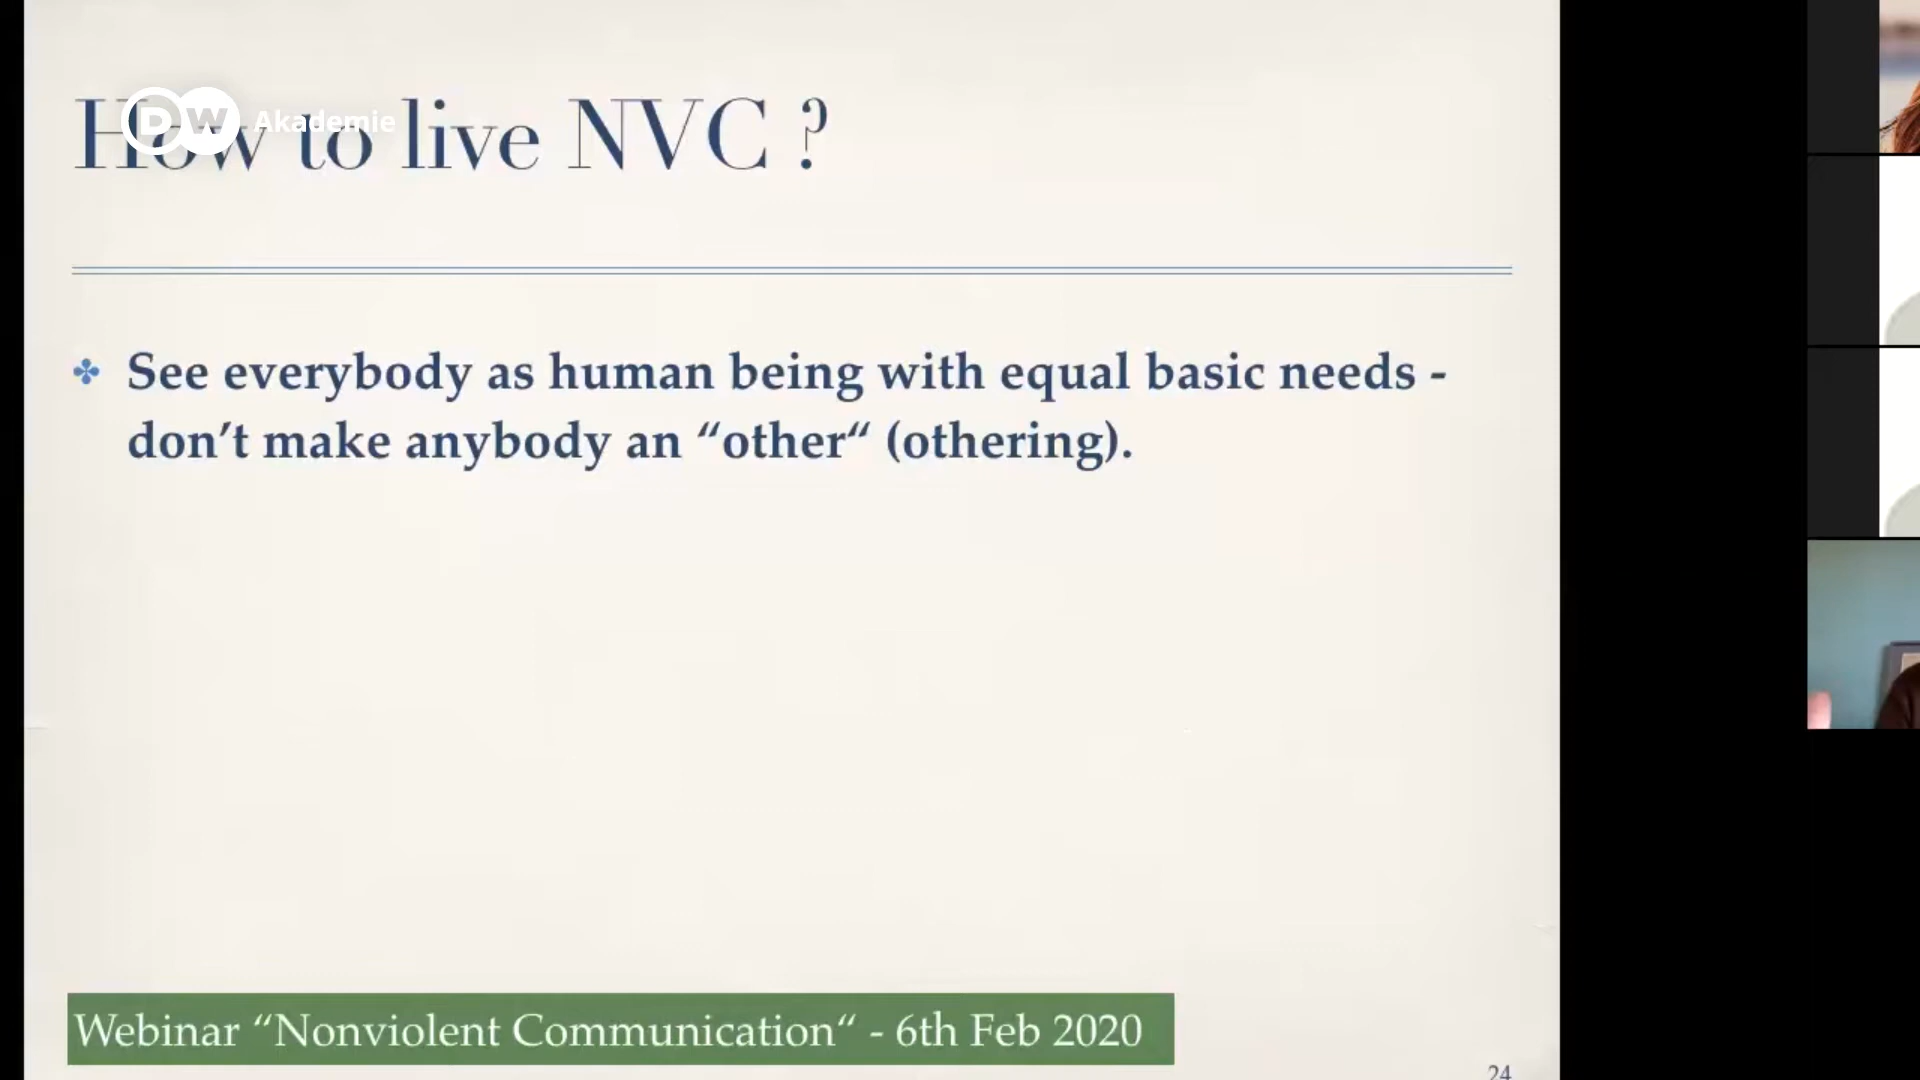 How to live NVC ?
DW Akademie
See everybody as human being with equal basic needs -
don’t make anybody an “other“ (othering).
Webinar “Nonviolent Communication“ - 6th Feb 2020
24